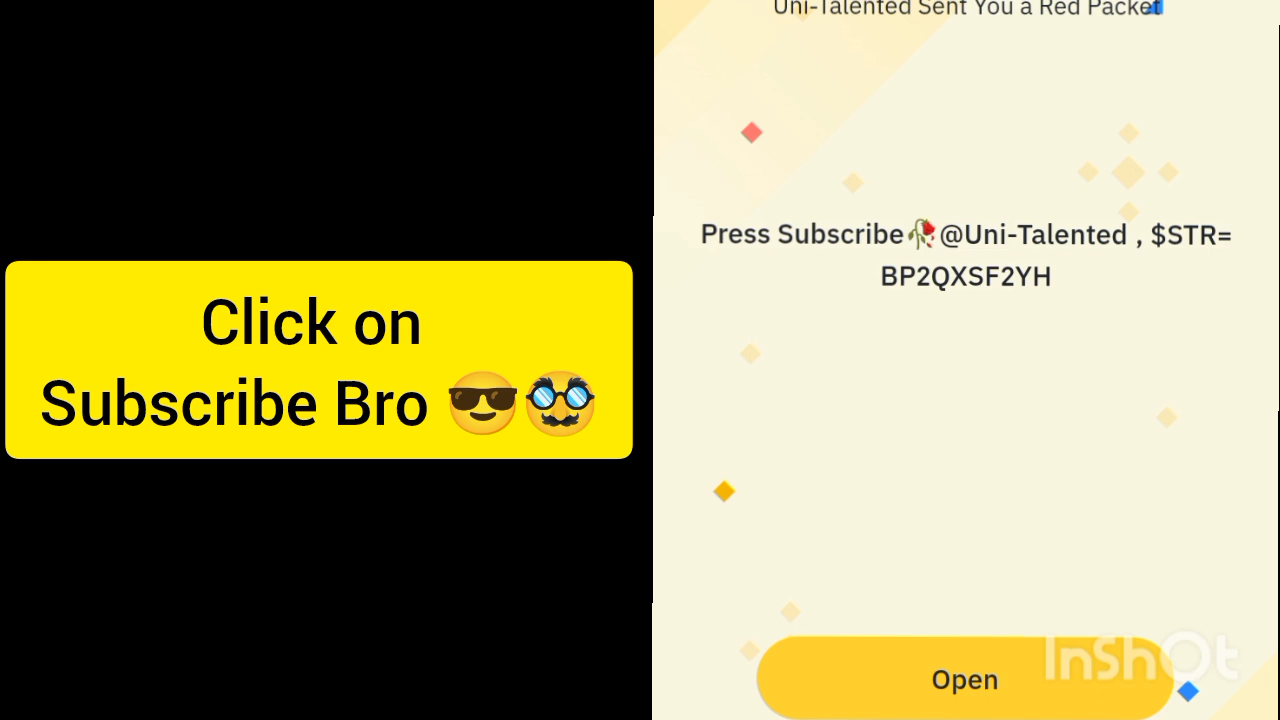 Click on
Subscribe Bro 😎🥸
Uni-Talented Sent You a Red Packet
Press Subscribe🥀@Uni-Talented , $STR=
BP2QXSF2YH
Open
InShOt